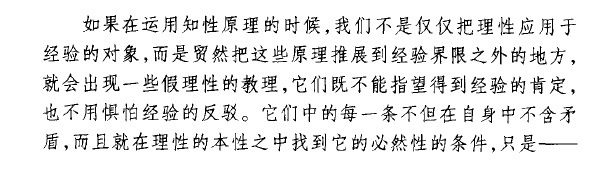 如果在运用知性原理的时候,我们不是仅仅把理性应用于
经验的对象,而是贸然把这些原理推展到经验界限之外的地方,
就会出现一些假理性的教理,它们既不能指望得到经验的肯定,
也不用惧怕经验的反驳。它们中的每一条不但在自身中不含矛
盾,而且就在理性的本性之中找到它的必然性的条件,只是——